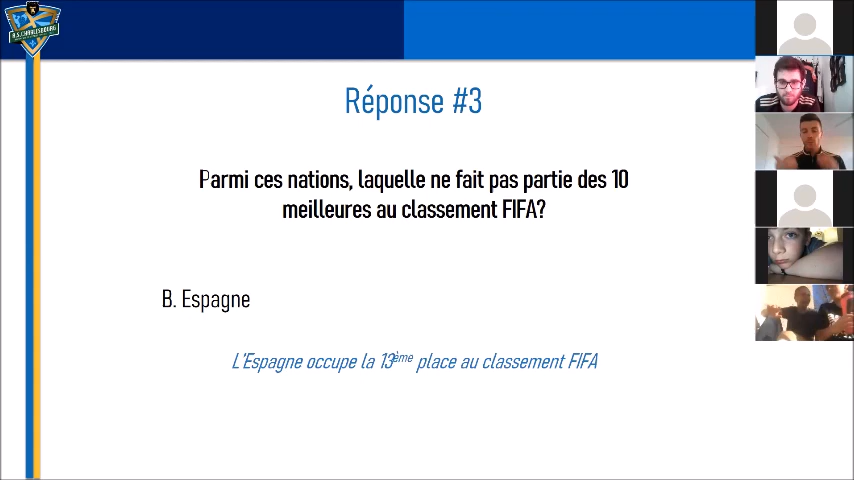 A.S. CHARLESBOURG
Réponse #3
Parmi ces nations, laquelle ne fait pas partie des 10
meilleures au classement FIFA?
B. Espagne
L'Espagne occupe la 13ème place au classement FIFA